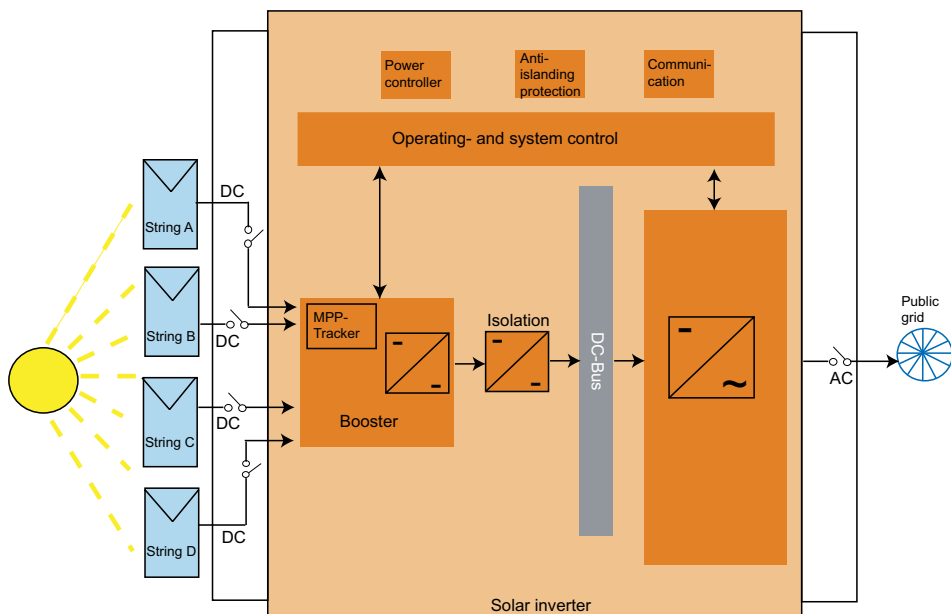 Power
controller
Anti-
islanding
protection
Communi-
cation
Operating- and system control
String A
DC
String B
DC
String C
DC
String D
DC
MPP-
Tracker
Booster
Isolation
DC-Bus
AC
Public
grid
Solar inverter